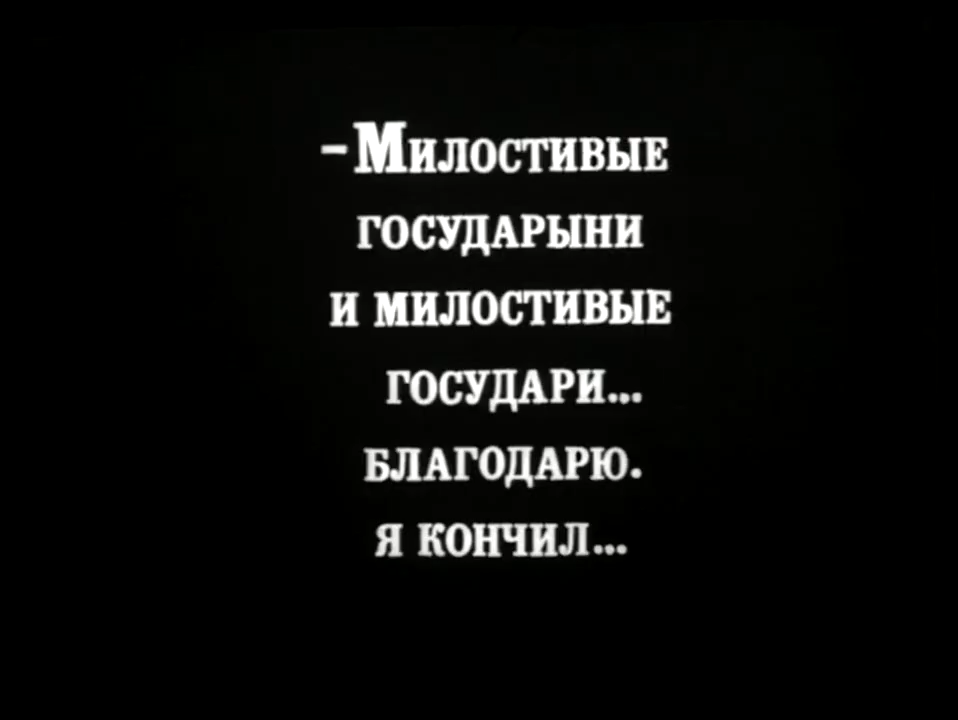 –Милостивые
государыни
и милостивые
государи...
благодарю.
я кончил...